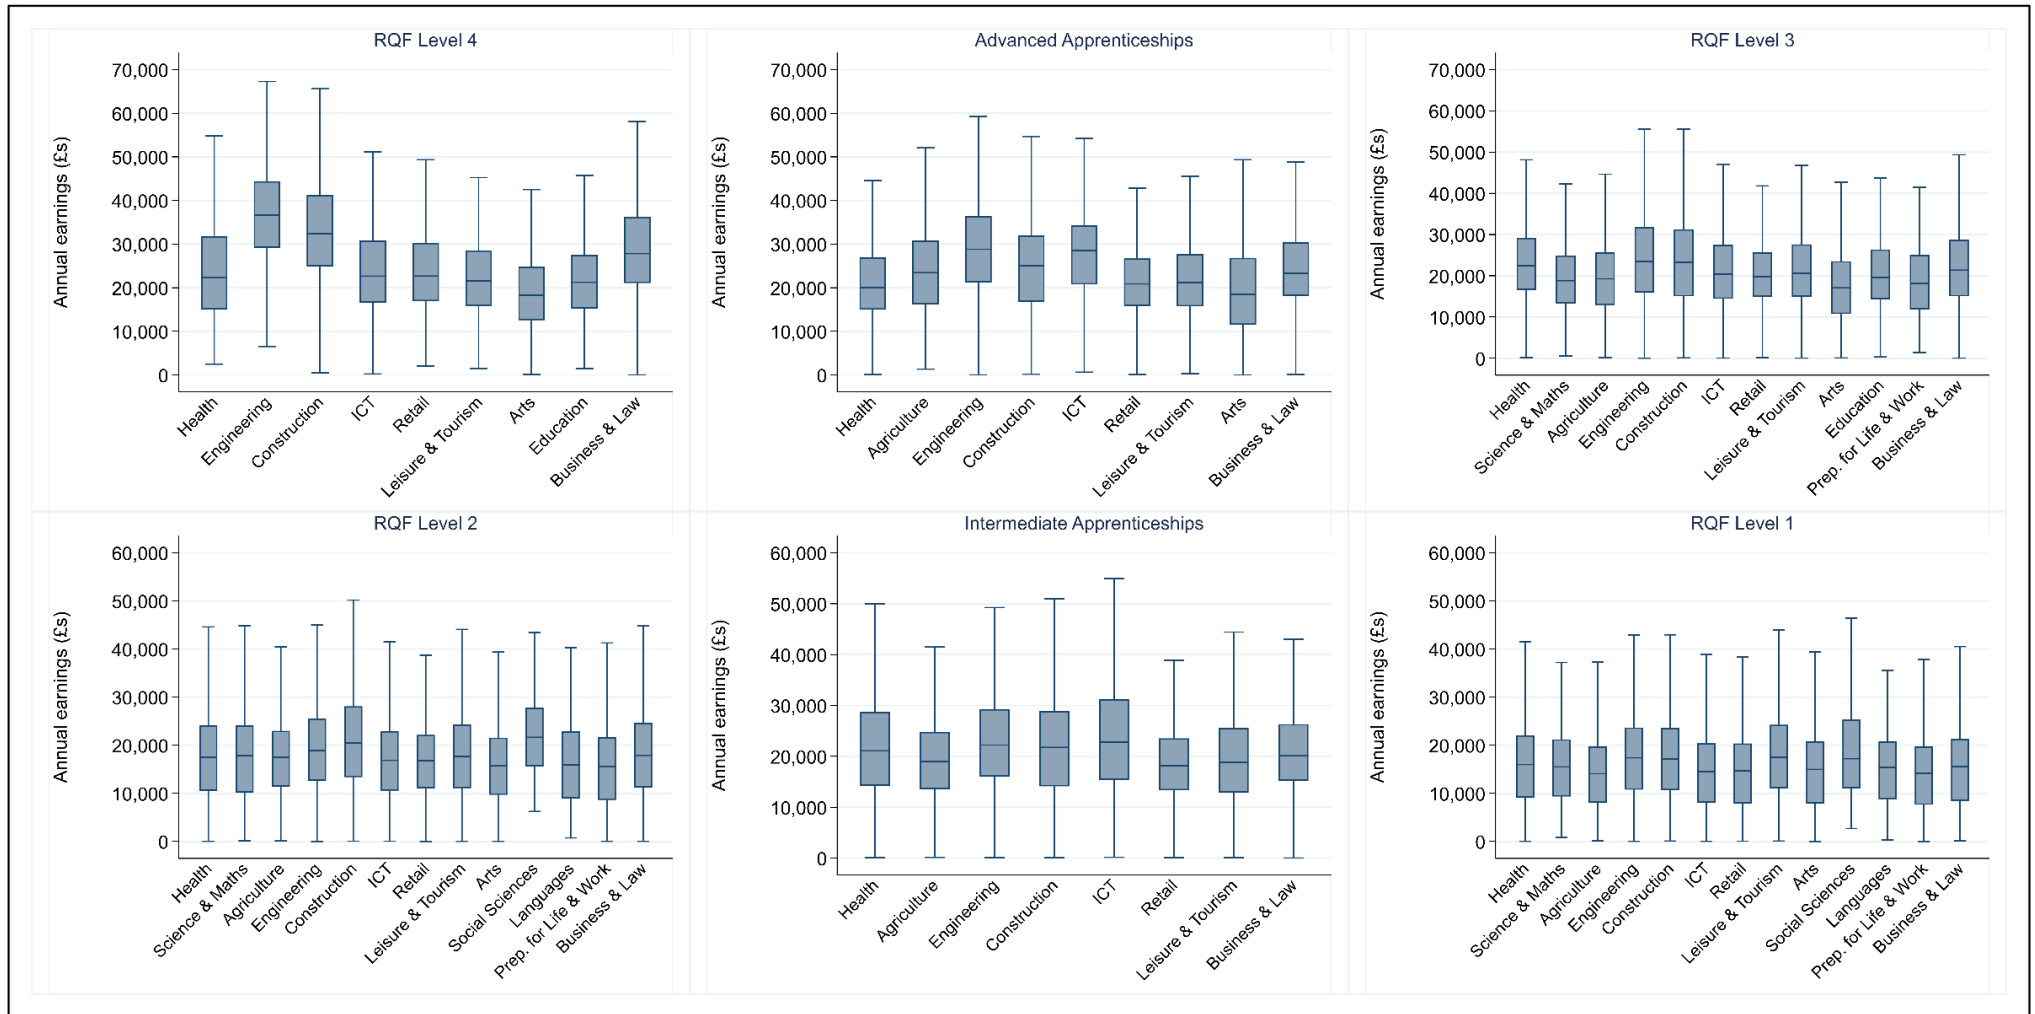 RQF Level 4
Annual earnings (£s)
70,000
60,000
50,000
40,000
30,000
20,000
10,000
0
Health
Engineering
Construction
ICT
Retail
Leisure & Tourism
Arts
Education
Business & Law
Advanced Apprenticeships
Annual earnings (£s)
70,000
60,000
50,000
40,000
30,000
20,000
10,000
0
Health
Agriculture
Engineering
Construction
ICT
Retail
Leisure & Tourism
Arts
Business & Law
RQF Level 3
Annual earnings (£s)
70,000
60,000
50,000
40,000
30,000
20,000
10,000
0
Health
Science & Maths
Agriculture
Engineering
Construction
ICT
Retail
Leisure & Tourism
Arts
Education
Prep. for Life & Work
Business & Law
RQF Level 2
Annual earnings (£s)
60,000
50,000
40,000
30,000
20,000
10,000
0
Health
Science & Maths
Agriculture
Engineering
Construction
ICT
Retail
Leisure & Tourism
Arts
Social Sciences
Languages
Prep. for Life & Work
Business & Law
Intermediate Apprenticeships
Annual earnings (£s)
60,000
50,000
40,000
30,000
20,000
10,000
0
Health
Agriculture
Engineering
Construction
ICT
Retail
Leisure & Tourism
Business & Law
RQF Level 1
Annual earnings (£s)
60,000
50,000
40,000
30,000
20,000
10,000
0
Health
Science & Maths
Agriculture
Engineering
Construction
ICT
Retail
Leisure & Tourism
Arts
Social Sciences
Languages
Prep. for Life & Work
Business & Law